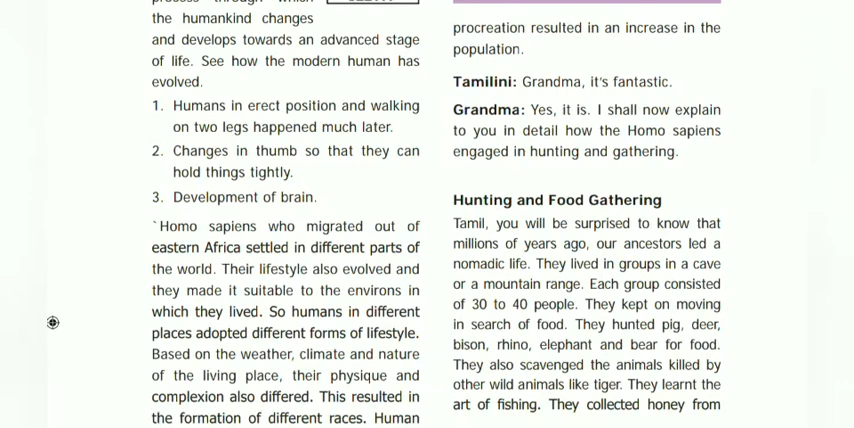 process through which
the humankind changes
and develops towards an advanced stage
of life. See how the modern human has
evolved.
1. Humans in erect position and walking
on two legs happened much later.
2. Changes in thumb so that they can
hold things tightly.
3. Development of brain.
`Homo sapiens who migrated out of
eastern Africa settled in different parts of
the world. Their lifestyle also evolved and
they made it suitable to the environs in
which they lived. So humans in different
places adopted different forms of lifestyle.
Based on the weather, climate and nature
of the living place, their physique and
complexion also differed. This resulted in
the formation of different races. Human
procreation resulted in an increase in the
population.
Tamilini: Grandma, it's fantastic.
Grandma: Yes, it is. I shall now explain
to you in detail how the Homo sapiens
engaged in hunting and gathering.
Hunting and Food Gathering
Tamil, you will be surprised to know that
millions of years ago, our ancestors led a
nomadic life. They lived in groups in a cave
or a mountain range. Each group consisted
of 30 to 40 people. They kept on moving
in search of food. They hunted pig, deer,
bison, rhino, elephant and bear for food.
They also scavenged the animals killed by
other wild animals like tiger. They learnt the
art of fishing. They collected honey from